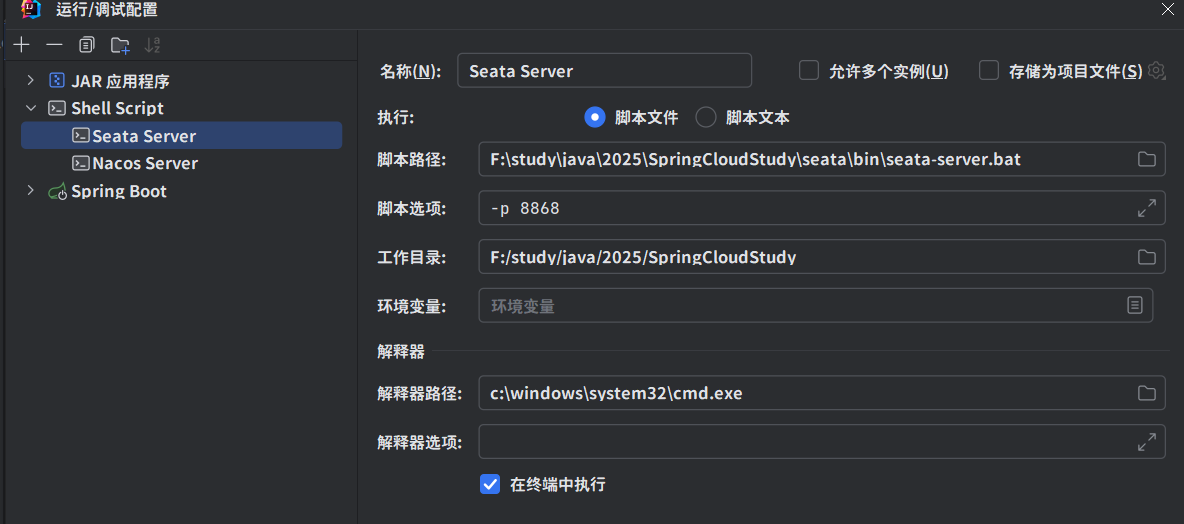 运行/调试配置
JAR 应用程序
Shell Script
Seata Server
Nacos Server
Spring Boot
名称(N): Seata Server 允许多个实例(U) 存储为项目文件(S)
执行: 脚本文件 脚本文本
脚本路径: F:\study\java\2025\SpringCloudStudy\seata\bin\seata-server.bat
脚本选项: -p 8868
工作目录: F:/study/java/2025/SpringCloudStudy
环境变量: 环境变量
解释器
解释器路径: c:\windows\system32\cmd.exe
解释器选项:
在终端中执行